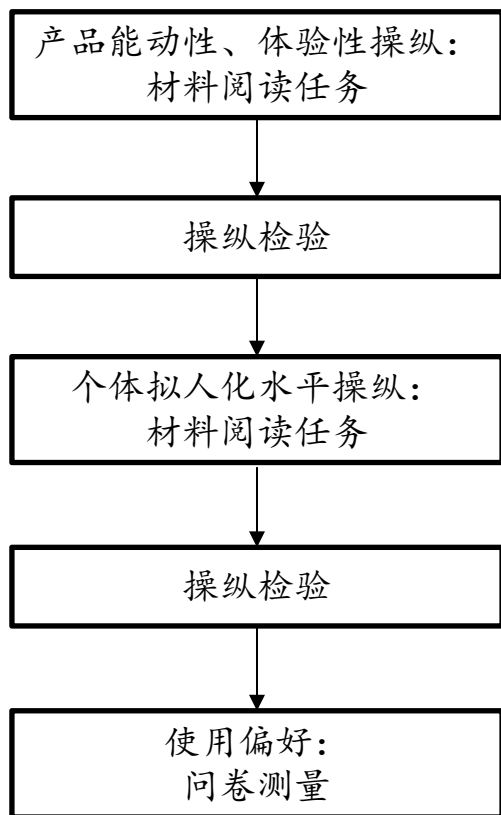 产品能动性、体验性操纵：
材料阅读任务
操纵检验
个体拟人化水平操纵：
材料阅读任务
操纵检验
使用偏好：
问卷测量